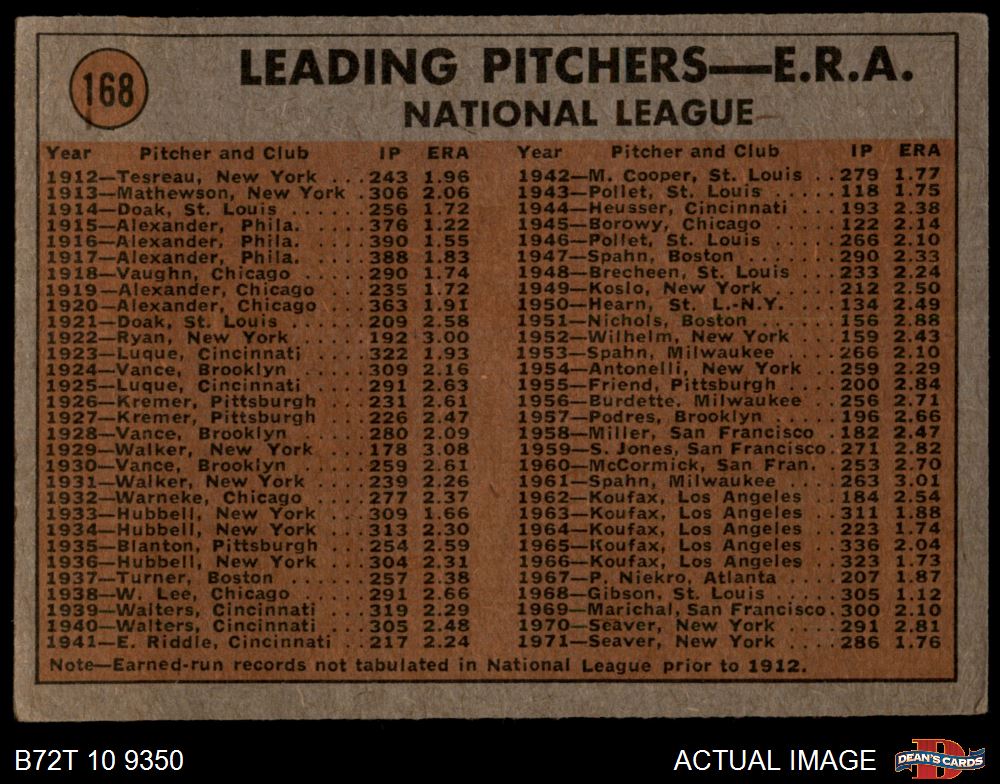 168
LEADING PITCHERS—E.R.A.
NATIONAL LEAGUE
Year Pitcher and Club IP ERA
1912—Tesreau, New York ...243 1.96
1913—Mathewson, New York .306 2.06
1914—Doak, St. Louis ......256 1.72
1915—Alexander, Phila. ....376 1.22
1916—Alexander, Phila. ....390 1.55
1917—Alexander, Phila. ....388 1.83
1918—Vaughn, Chicago .....290 1.74
1919—Alexander, Chicago ...235 1.72
1920—Alexander, Chicago ...363 1.91
1921—Doak, St. Louis ......209 2.58
1922—Ryan, New York .....192 3.00
1923—Luque, Cincinnati ....322 1.93
1924—Vance, Brooklyn .....309 2.16
1925—Luque, Cincinnati ....291 2.63
1926—Kremer, Pittsburgh ...231 2.61
1927—Kremer, Pittsburgh ...226 2.47
1928—Vance, Brooklyn .....280 2.09
1929—Walker, New York ...178 3.08
1930—Vance, Brooklyn .....259 2.61
1931—Walker, New York ....239 2.26
1932—Warneke, Chicago ....277 2.37
1933—Hubbell, New York ...309 1.66
1934—Hubbell, New York ...313 2.30
1935—Blanton, Pittsburgh ...254 2.59
1936—Hubbell, New York ...304 2.31
1937—Turner, Boston ......257 2.38
1938—W. Lee, Chicago .....291 2.66
1939—Walters, Cincinnati ...319 2.29
1940—Walters, Cincinnati ...305 2.48
1941—E. Riddle, Cincinnati ..217 2.24
Year Pitcher and Club IP ERA
1942—M. Cooper, St. Louis ..279 1.77
1943—Pollet, St. Louis .....118 1.75
1944—Heusser, Cincinnati ...193 2.38
1945—Borowy, Chicago .....122 2.14
1946—Pollet, St. Louis .....266 2.10
1947—Spahn, Boston .......290 2.33
1948—Brecheen, St. Louis ...233 2.24
1949—Koslo, New York .....212 2.50
1950—Hearn, St. L.-N.Y. ....134 2.49
1951—Nichols, Boston ......156 2.88
1952—Wilhelm, New York ...159 2.43
1953—Spahn, Milwaukee ....266 2.10
1954—Antonelli, New York ..259 2.29
1955—Friend, Pittsburgh ....200 2.84
1956—Burdette, Milwaukee ..256 2.71
1957—Podres, Brooklyn ....196 2.66
1958—Miller, San Francisco .182 2.47
1959—S. Jones, San Francisco.271 2.82
1960—McCormick, San Fran. .253 2.70
1961—Spahn, Milwaukee ....263 3.01
1962—Koufax, Los Angeles ..184 2.54
1963—Koufax, Los Angeles ..311 1.88
1964—Koufax, Los Angeles ..223 1.74
1965—Koufax, Los Angeles ..336 2.04
1966—Koufax, Los Angeles ..323 1.73
1967—P. Niekro, Atlanta ....207 1.87
1968—Gibson, St. Louis .....305 1.12
1969—Marichal, San Francisco.300 2.10
1970—Seaver, New York ....291 2.81
1971—Seaver, New York ....286 1.76
Note—Earned-run records not tabulated in National League prior to 1912.
B72T 10 9350
ACTUAL IMAGE
D
DEAN'S CARDS